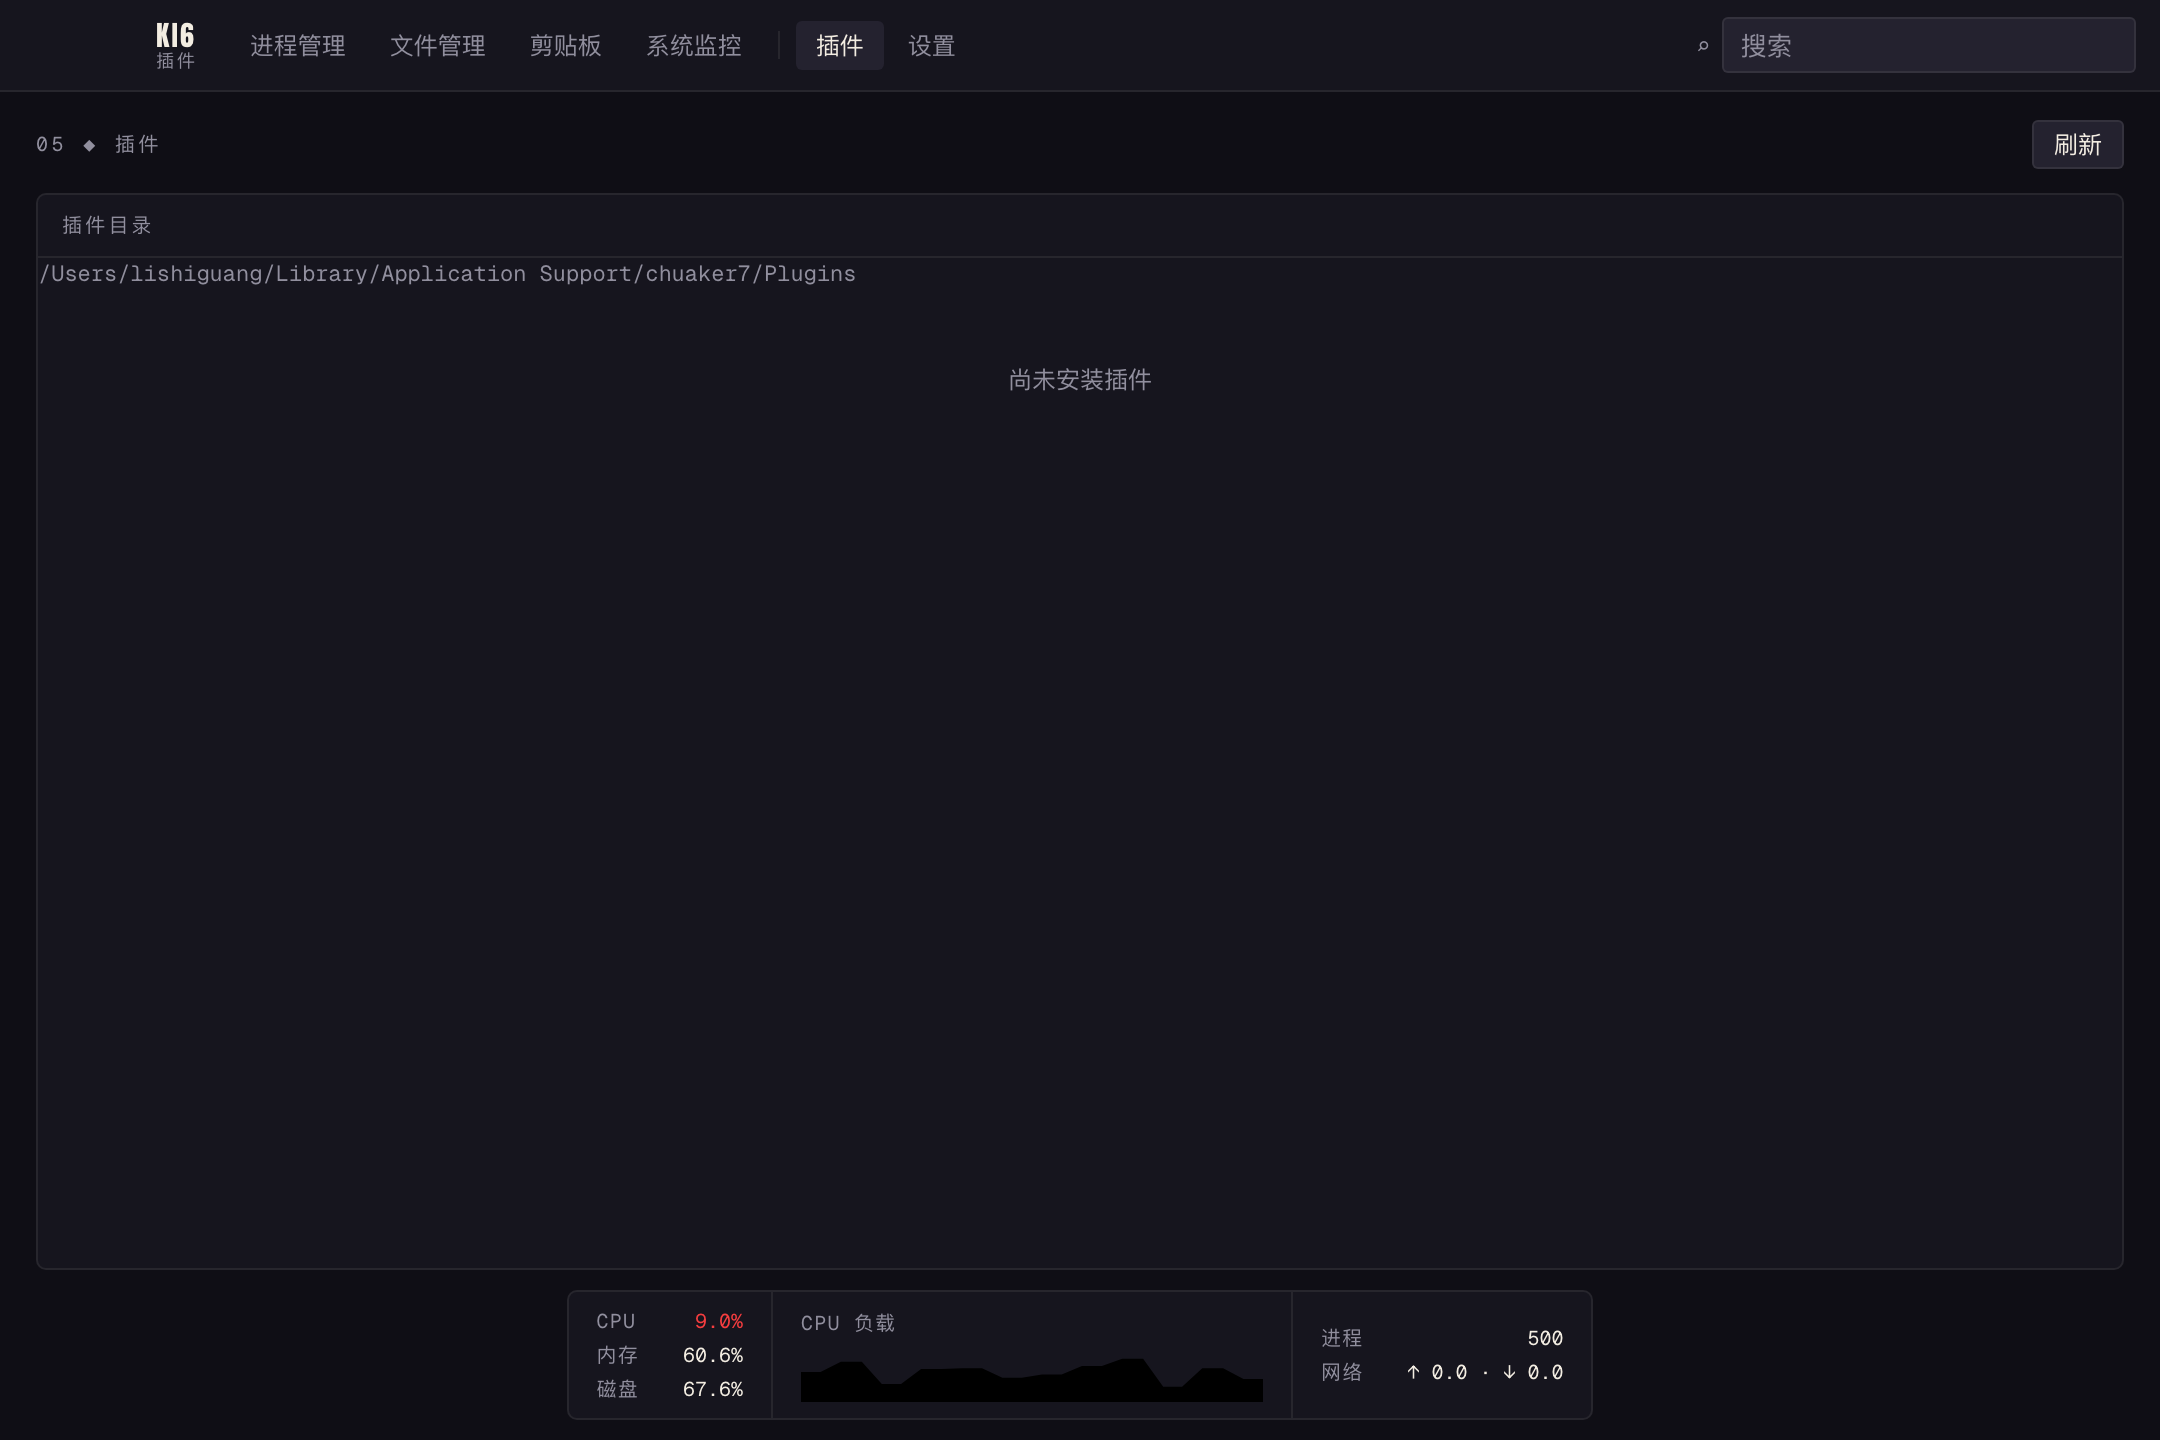 KI6
插件
进程管理 文件管理 剪贴板 系统监控 插件 设置
搜索
05 ◆ 插件
刷新
插件目录
/Users/lishiguang/Library/Application Support/chuaker7/Plugins
尚未安装插件
CPU 9.0%
内存 60.6%
磁盘 67.6%
CPU 负载
进程 500
网络 ↑ 0.0 · ↓ 0.0